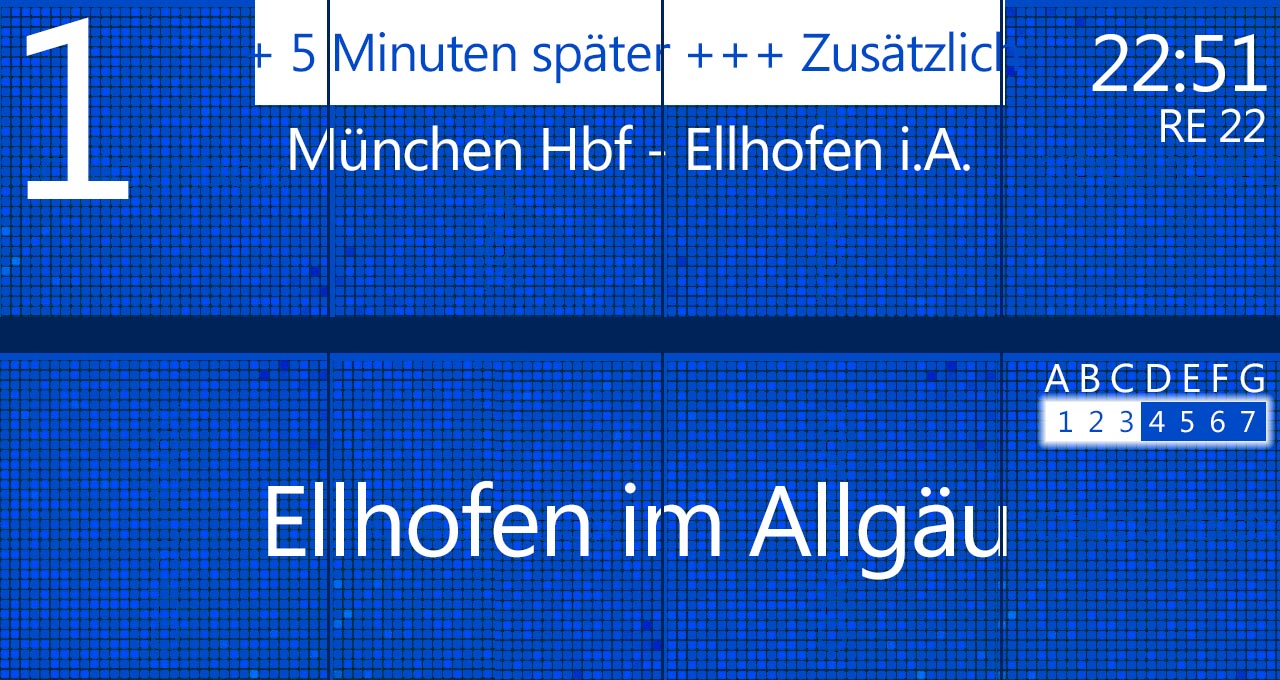 1
+ 5 Minuten später +++ Zusätzlich
22:51
RE 22
München Hbf - Ellhofen i.A.
A B C D E F G
1 2 3 4 5 6 7
Ellhofen im Allgäu